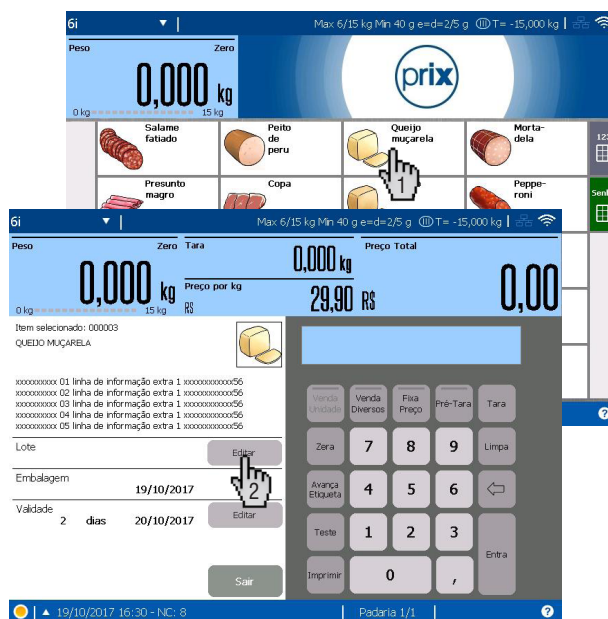 6i
Max 6/15 kg Min 40 g e=d=2/5 g T= -15,000 kg
Peso Zero
0,000 kg
0 kg 15 kg
prix
Salame fatiado
Peito de peru
Queijo muçarela
Morta-
dela
Presunto magro
Copa
Peppe-
roni
123
Senh
1
6i
Max 6/15 kg Min 40 g e=d=2/5 g T= -15,000 kg
Peso Zero
0,000 kg
0 kg 15 kg
Tara
0,000 kg
Preço por kg
R$
29,90 R$
Preço Total
0,00
Item selecionado: 000003
QUEIJO MUÇARELA
xxxxxxxxxx 01 linha de informação extra 1 xxxxxxxxxxxx56
xxxxxxxxxx 02 linha de informação extra 1 xxxxxxxxxxxx56
xxxxxxxxxx 03 linha de informação extra 1 xxxxxxxxxxxx56
xxxxxxxxxx 04 linha de informação extra 1 xxxxxxxxxxxx56
xxxxxxxxxx 05 linha de informação extra 1 xxxxxxxxxxxx56
Lote
Editar
2
Embalagem
19/10/2017
Validade
2 dias 20/10/2017
Editar
Sair
Venda Unidade
Venda Diversos
Fixa Preço
Pré-Tara
Tara
Zera 7 8 9 Limpa
Avança Etiqueta
4 5 6
Teste 1 2 3
Entra
Imprimir 0 ,
19/10/2017 16:30 - NC: 8
Padaria 1/1
?
?